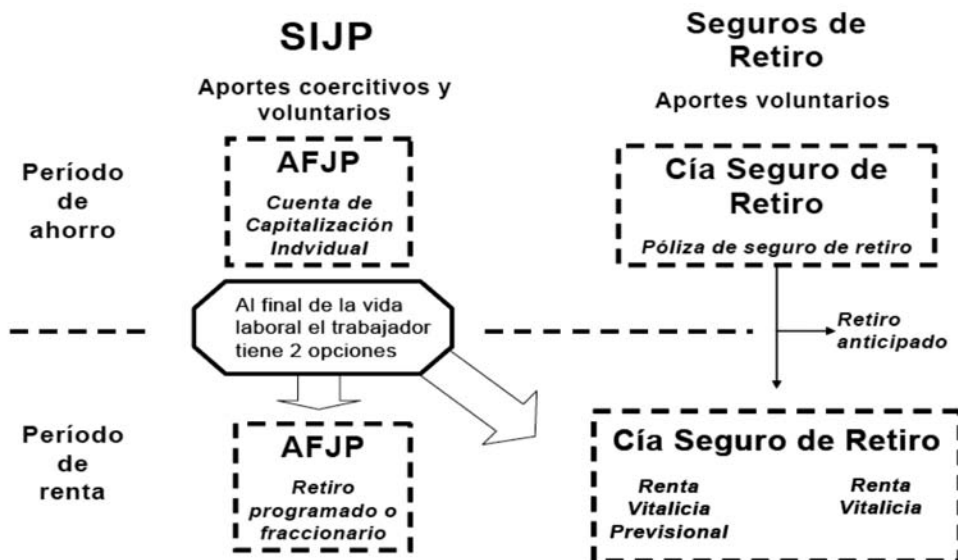 SIJP
Aportes coercitivos y
voluntarios
Seguros de
Retiro
Aportes voluntarios
Período
de
ahorro
AFJP
Cuenta de
Capitalización
Indvidual
Cía Seguro de
Retiro
Póliza de seguro de retiro
Al final de la vida
laboral el trabajador
tiene 2 opciones
Retiro
anticipado
Período
de
renta
AFJP
Retiro
programado o
fraccionario
Cía Seguro de Retiro
Renta
Vitalicia
Previsional
Renta
Vitalicia